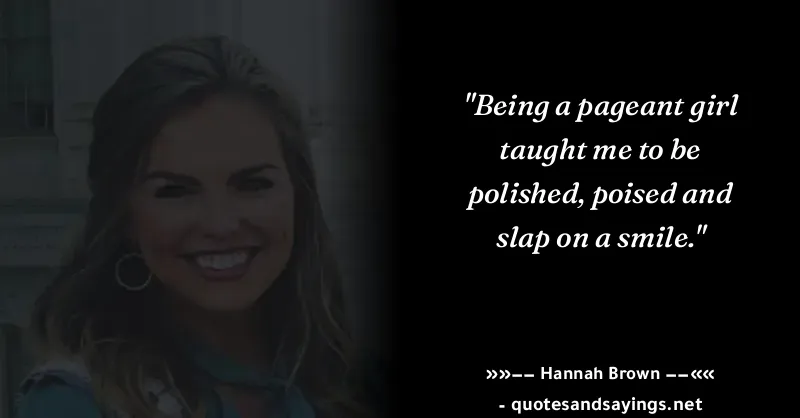 "Being a pageant girl
taught me to be
polished, poised and
slap on a smile."
»»−− Hannah Brown −−««
- quotesandsayings.net